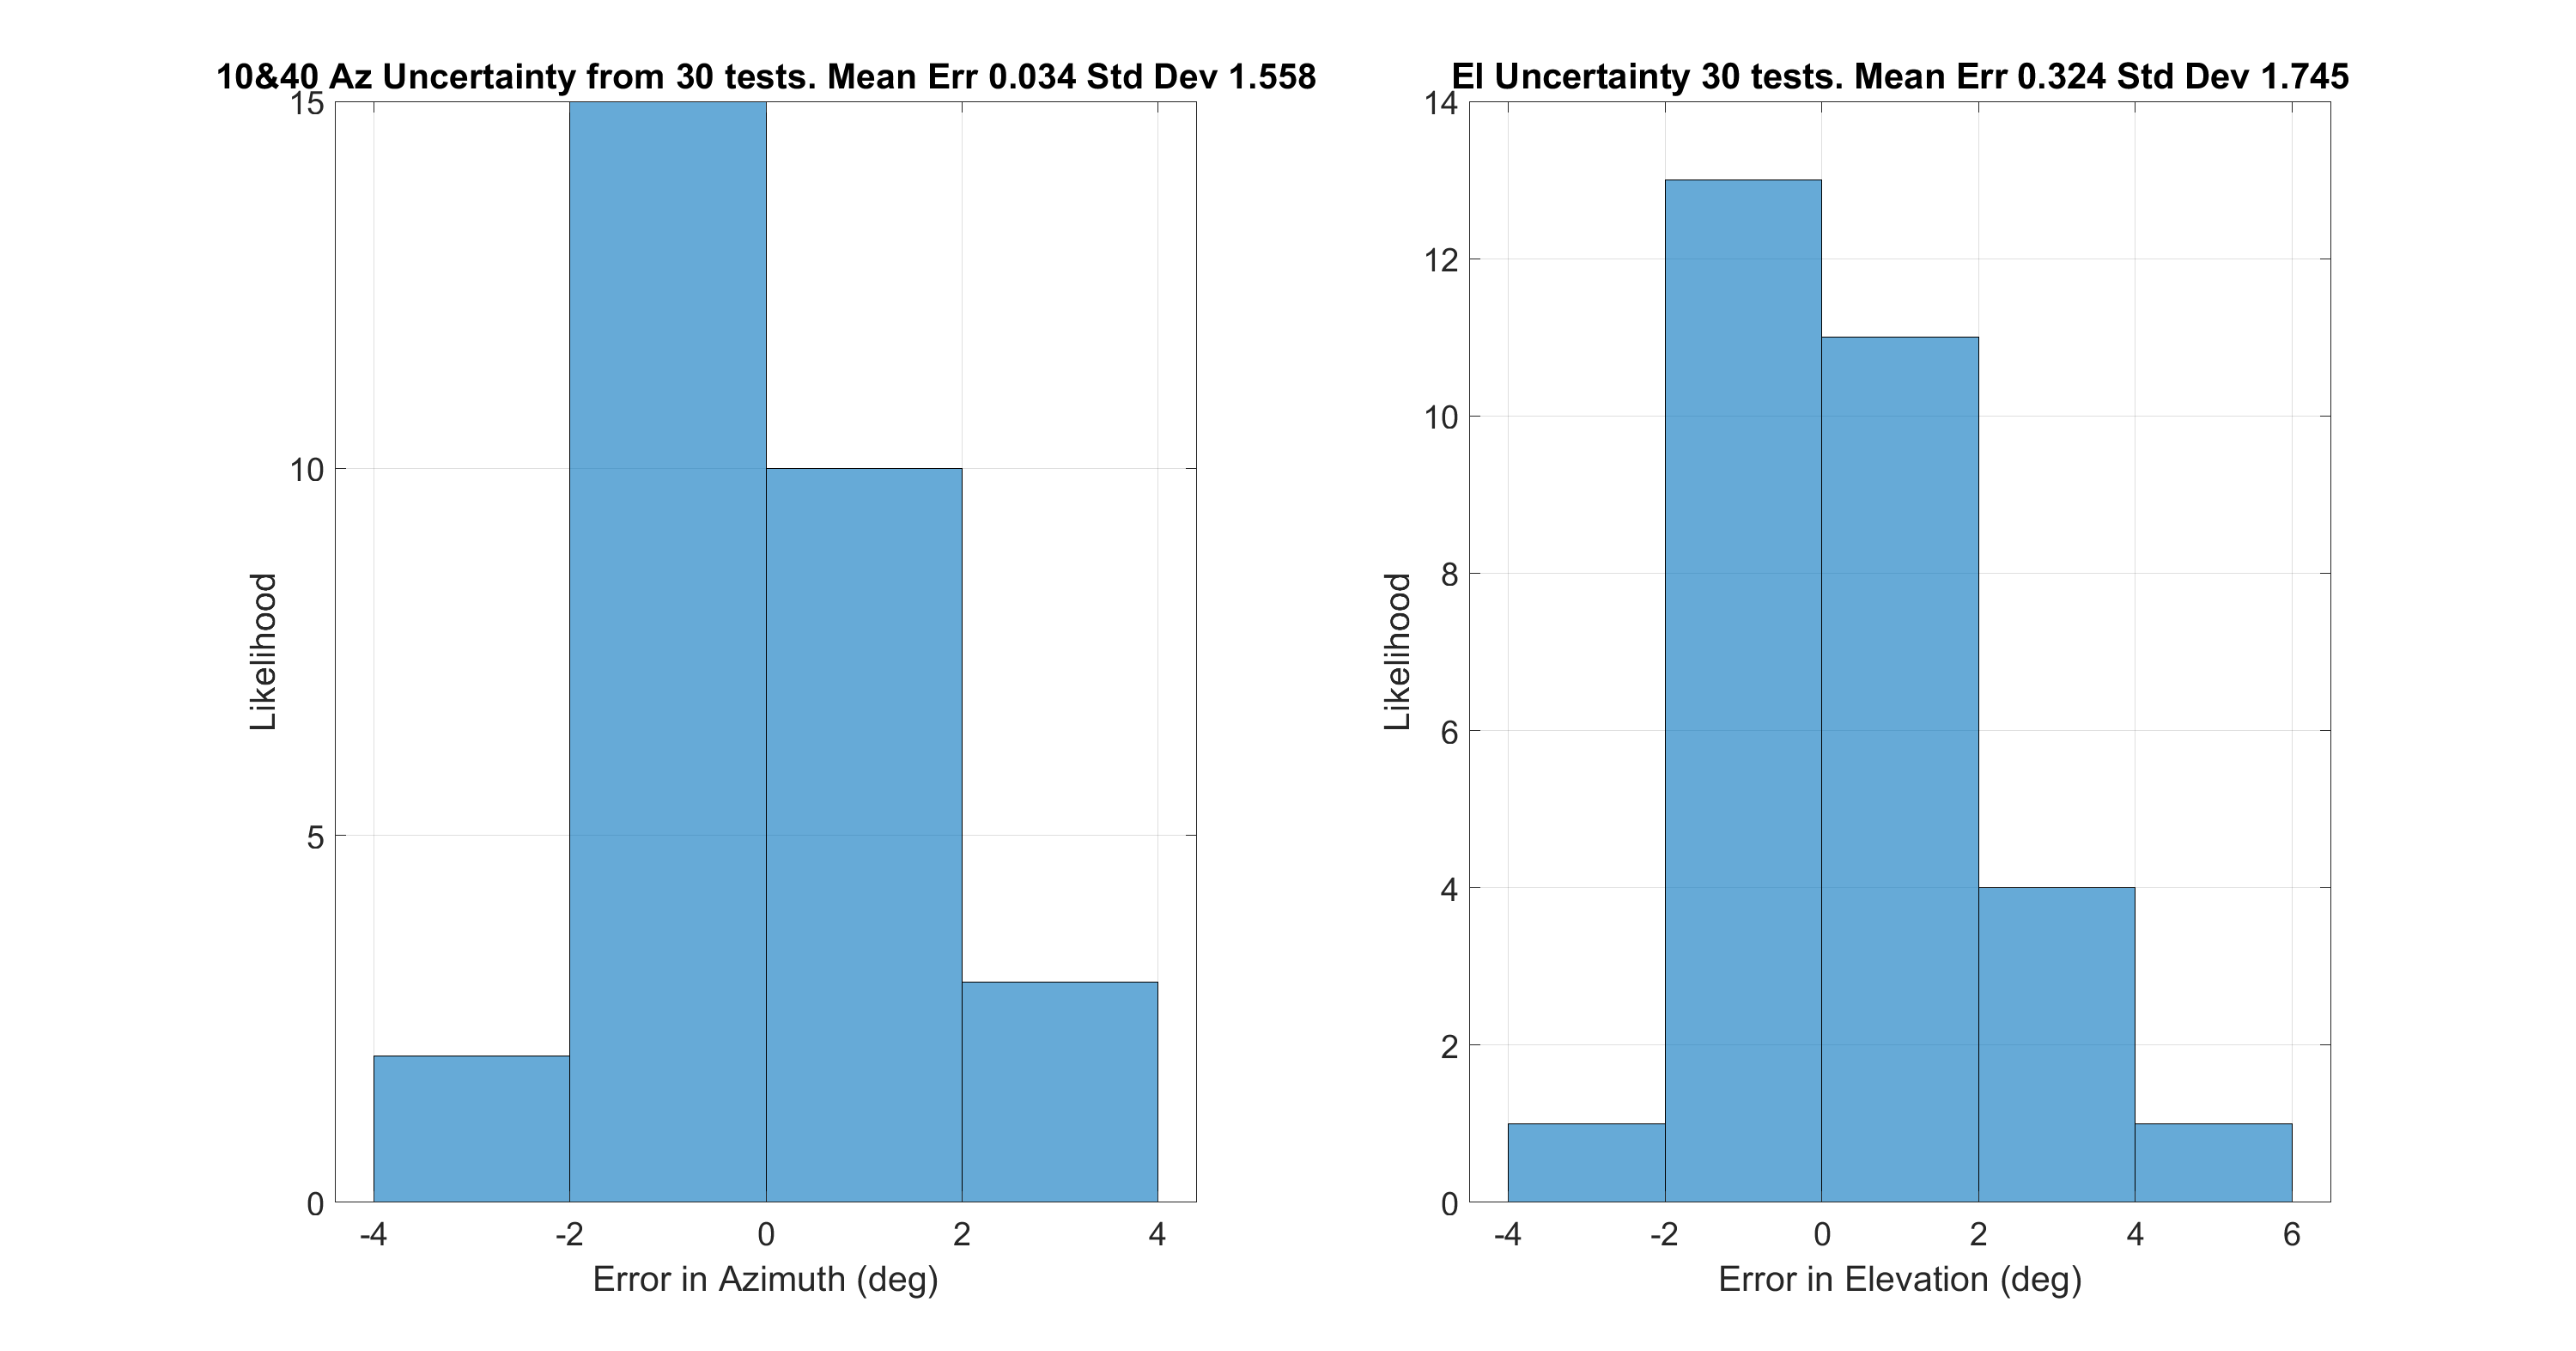 10&40 Az Uncertainty from 30 tests. Mean Err 0.034 Std Dev 1.558
15
10
5
0
Likelihood
-4 -2 0 2 4
Error in Azimuth (deg)
El Uncertainty 30 tests. Mean Err 0.324 Std Dev 1.745
14
12
10
8
6
4
2
0
Likelihood
-4 -2 0 2 4 6
Error in Elevation (deg)